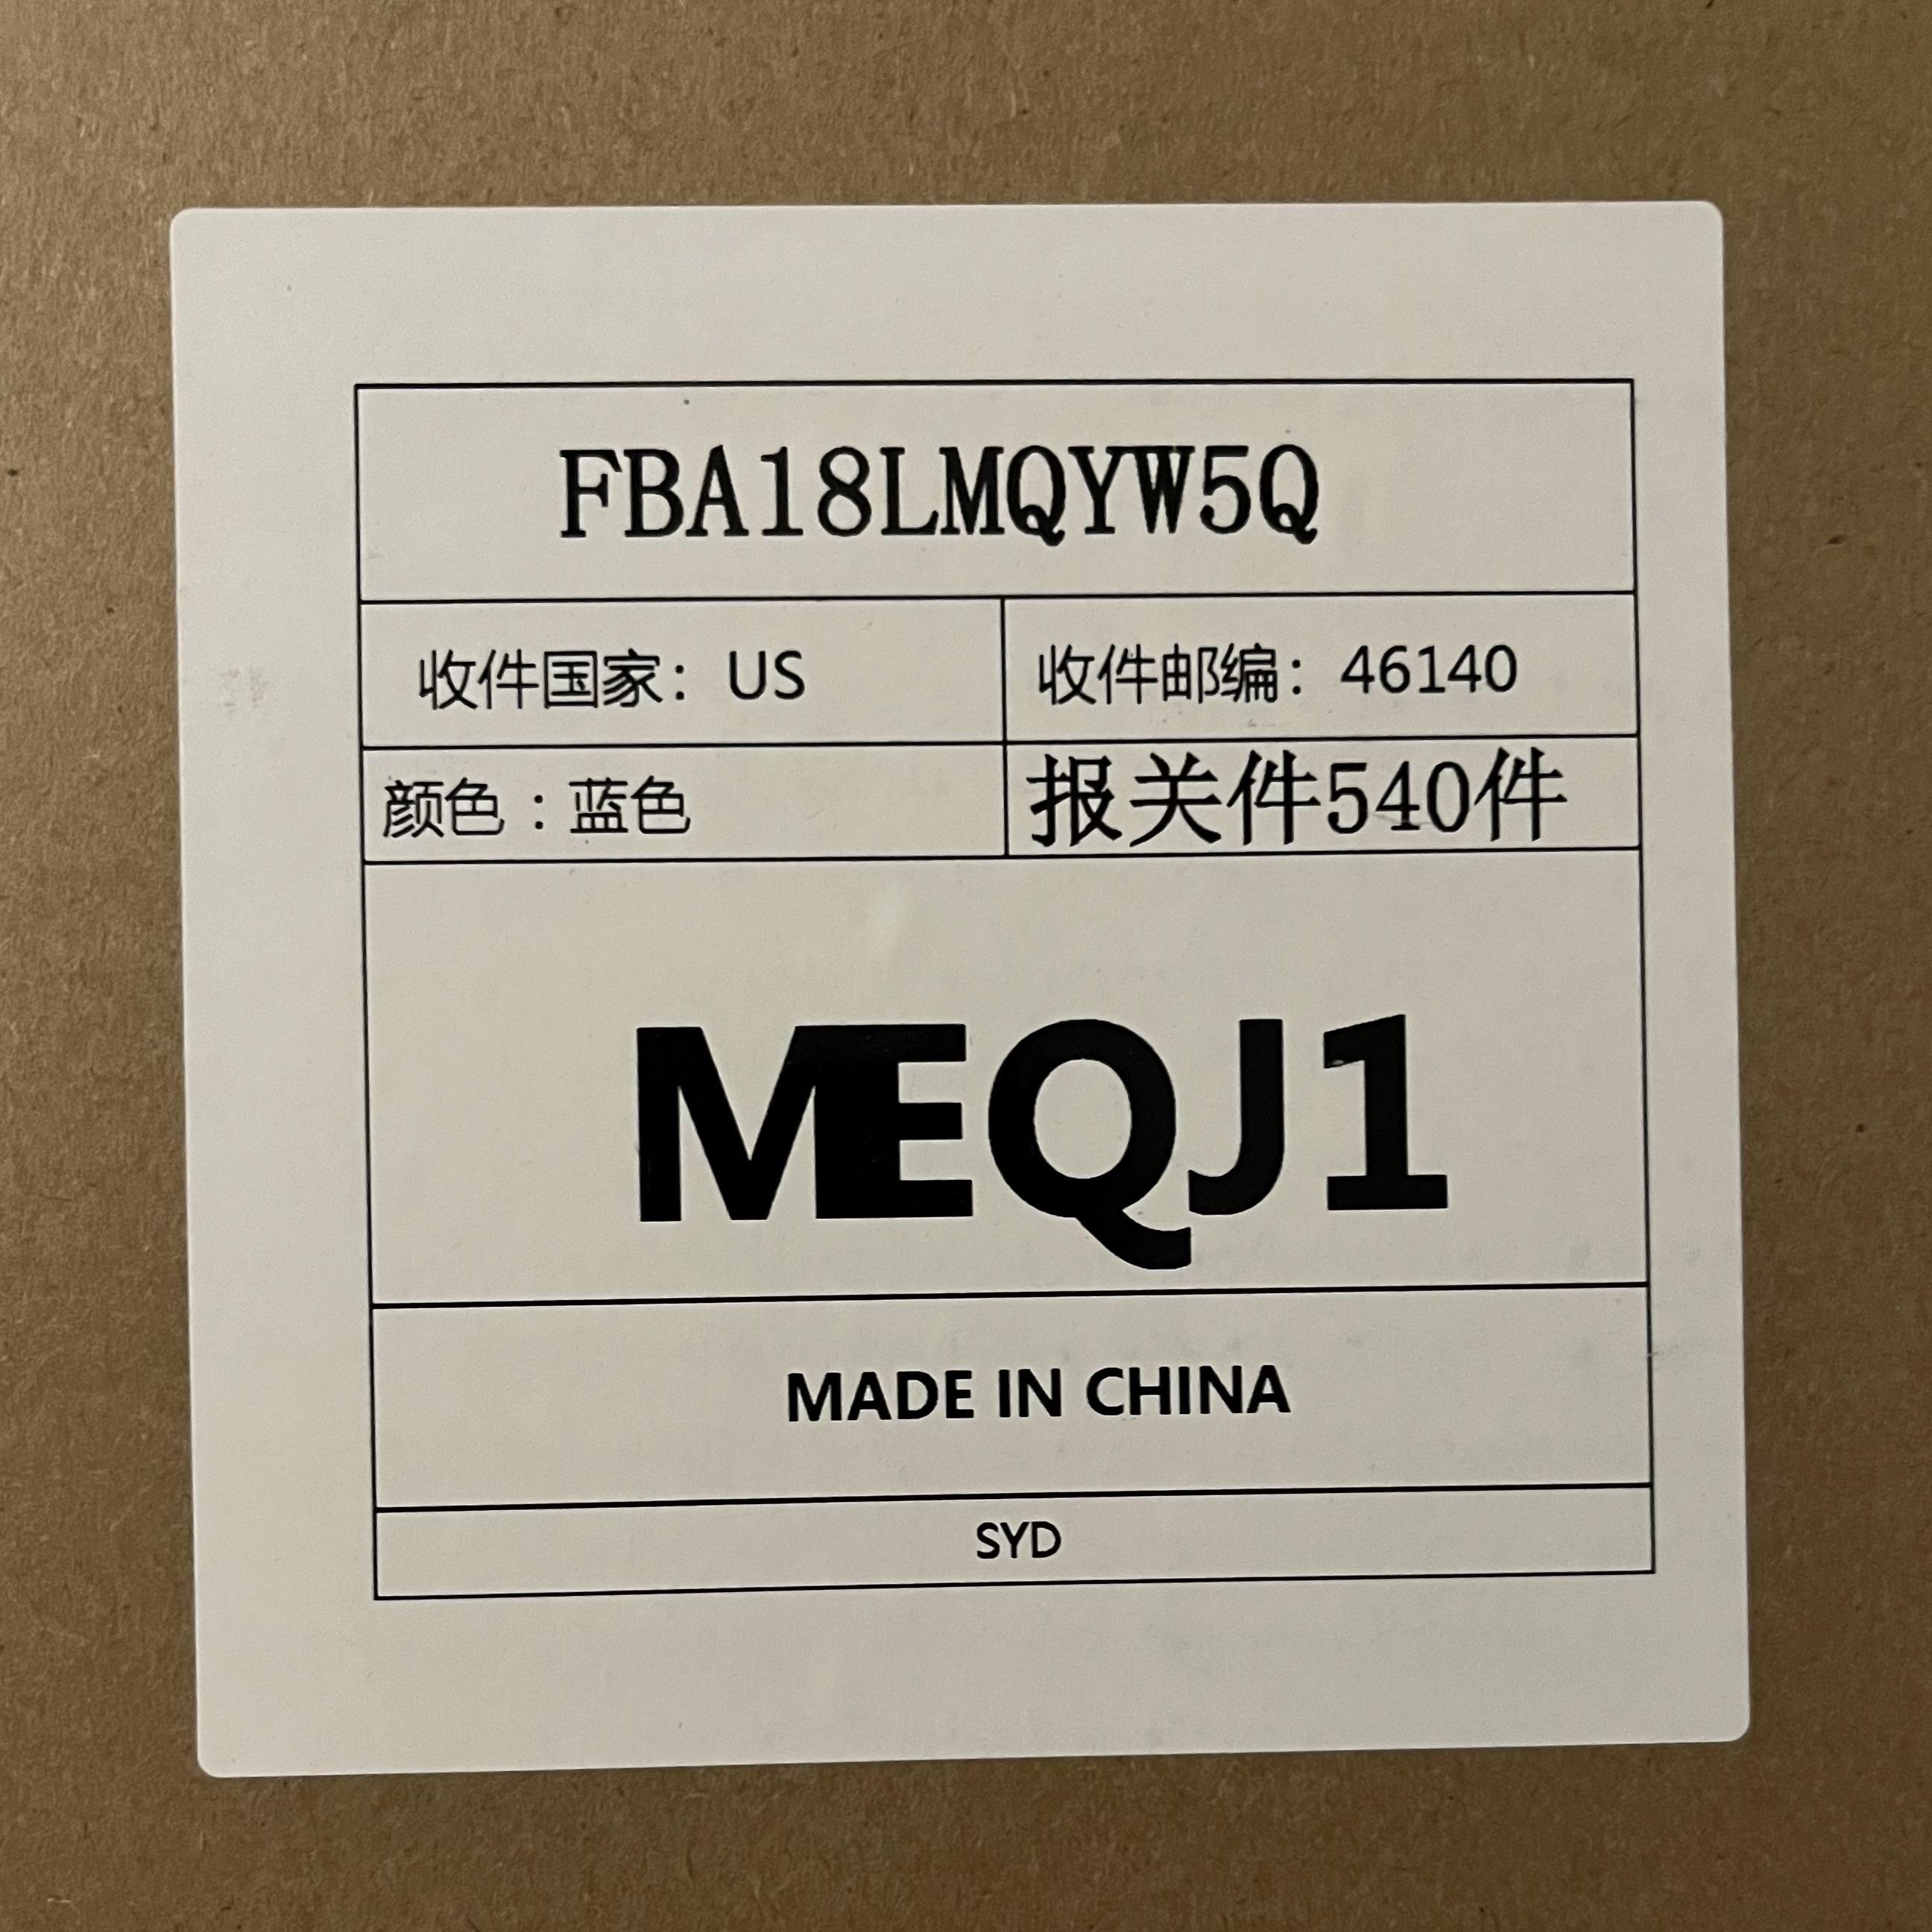 FBA18LMQYW5Q
收件国家：US
收件邮编：46140
颜色：蓝色
报关件540件
MEQJ1
MADE IN CHINA
SYD